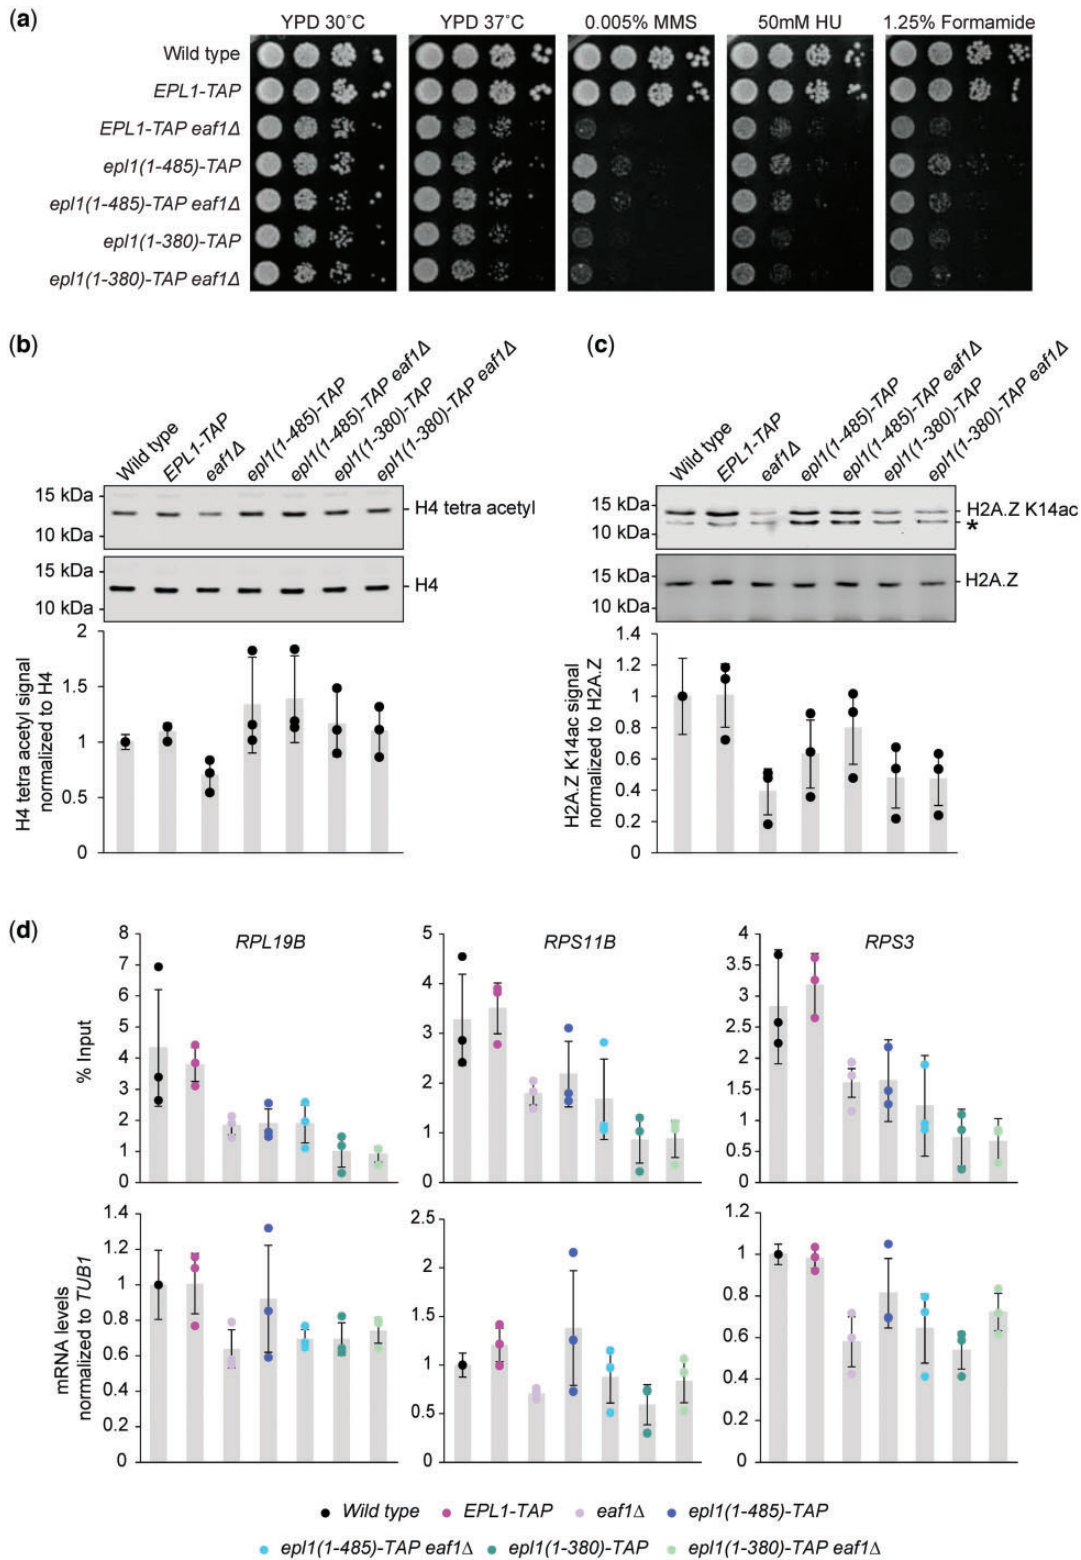 (a)
YPD 30˚C YPD 37˚C 0.005% MMS 50mM HU 1.25% Formamide
Wild type
EPL1-TAP
EPL1-TAP eaf1Δ
epl1(1-485)-TAP
epl1(1-485)-TAP eaf1Δ
epl1(1-380)-TAP
epl1(1-380)-TAP eaf1Δ
(b)
Wild type
EPL1-TAP
eaf1Δ
epl1(1-485)-TAP
epl1(1-485)-TAP eaf1Δ
epl1(1-380)-TAP
epl1(1-380)-TAP eaf1Δ
15 kDa
H4 tetra acetyl
10 kDa
15 kDa
H4
10 kDa
H4 tetra acetyl signal
normalized to H4
2
1.5
1
0.5
0
(c)
Wild type
EPL1-TAP
eaf1Δ
epl1(1-485)-TAP
epl1(1-485)-TAP eaf1Δ
epl1(1-380)-TAP
epl1(1-380)-TAP eaf1Δ
15 kDa
H2A.Z K14ac
*
10 kDa
15 kDa
H2A.Z
10 kDa
H2A.Z K14ac signal
normalized to H2A.Z
1.4
1.2
1
0.8
0.6
0.4
0.2
0
(d)
% Input
RPL19B
8
7
6
5
4
3
2
1
0
RPS11B
5
4
3
2
1
0
RPS3
4
3.5
3
2.5
2
1.5
1
0.5
0
mRNA levels
normalized to TUB1
1.4
1.2
1
0.8
0.6
0.4
0.2
0
2.5
2
1.5
1
0.5
0
1.2
1
0.8
0.6
0.4
0.2
0
Wild type EPL1-TAP eaf1Δ epl1(1-485)-TAP
epl1(1-485)-TAP eaf1Δ epl1(1-380)-TAP epl1(1-380)-TAP eaf1Δ